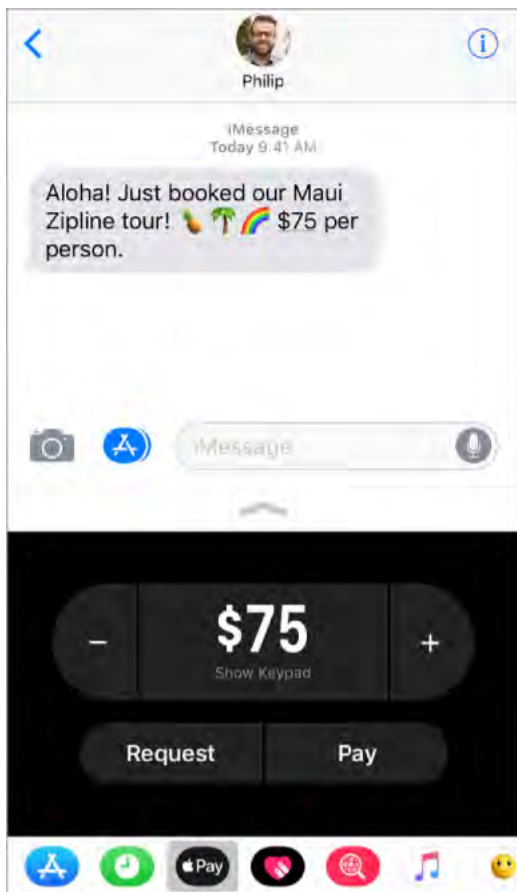 Philip
iMessage
Today 9:41 AM
Aloha! Just booked our Maui
Zipline tour! 🍍🌴🌈 $75 per
person.
iMessage
- $75 +
Show Keypad
Request Pay
Pay